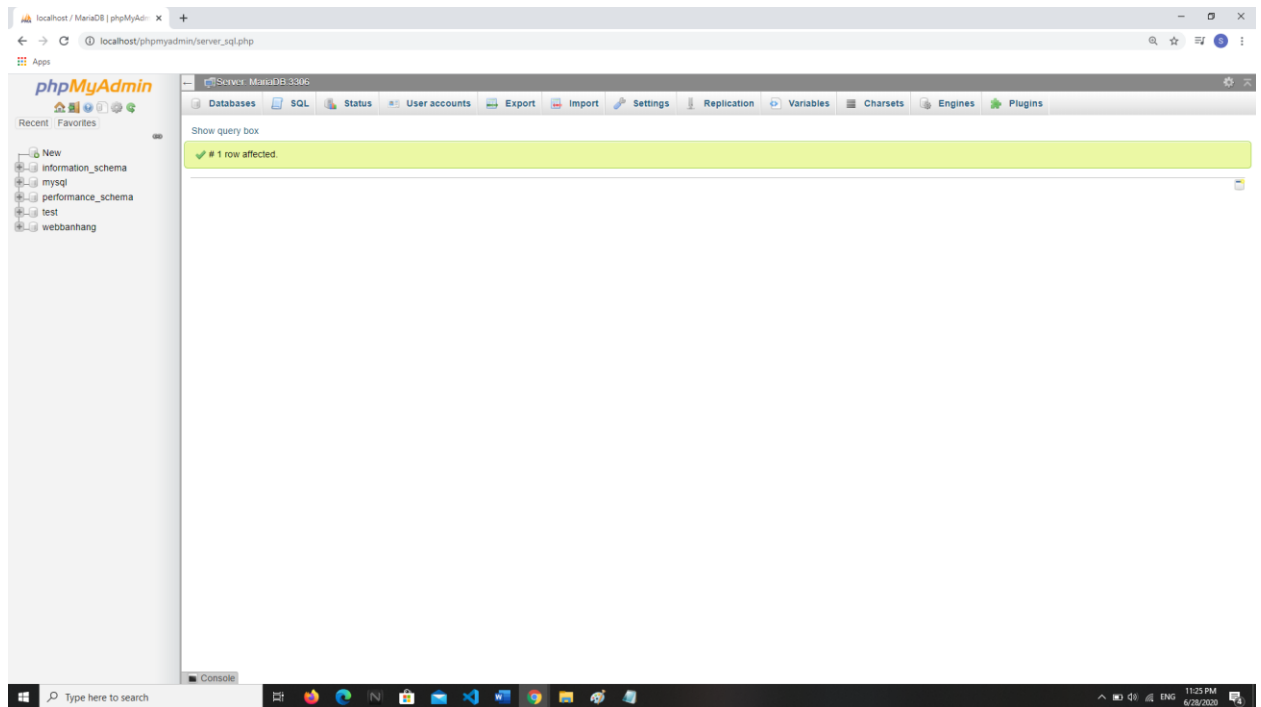 localhost / MariaDB | phpMyAdm
localhost/phpmyadmin/server_sql.php
S
Apps
phpMyAdmin
Recent Favorites
New
information_schema
mysql
performance_schema
test
webbanhang
Server: MariaDB:3306
Databases SQL Status User accounts Export Import Settings Replication Variables Charsets Engines Plugins
Show query box
# 1 row affected.
Console
Type here to search
ENG
11:25 PM
6/28/2020